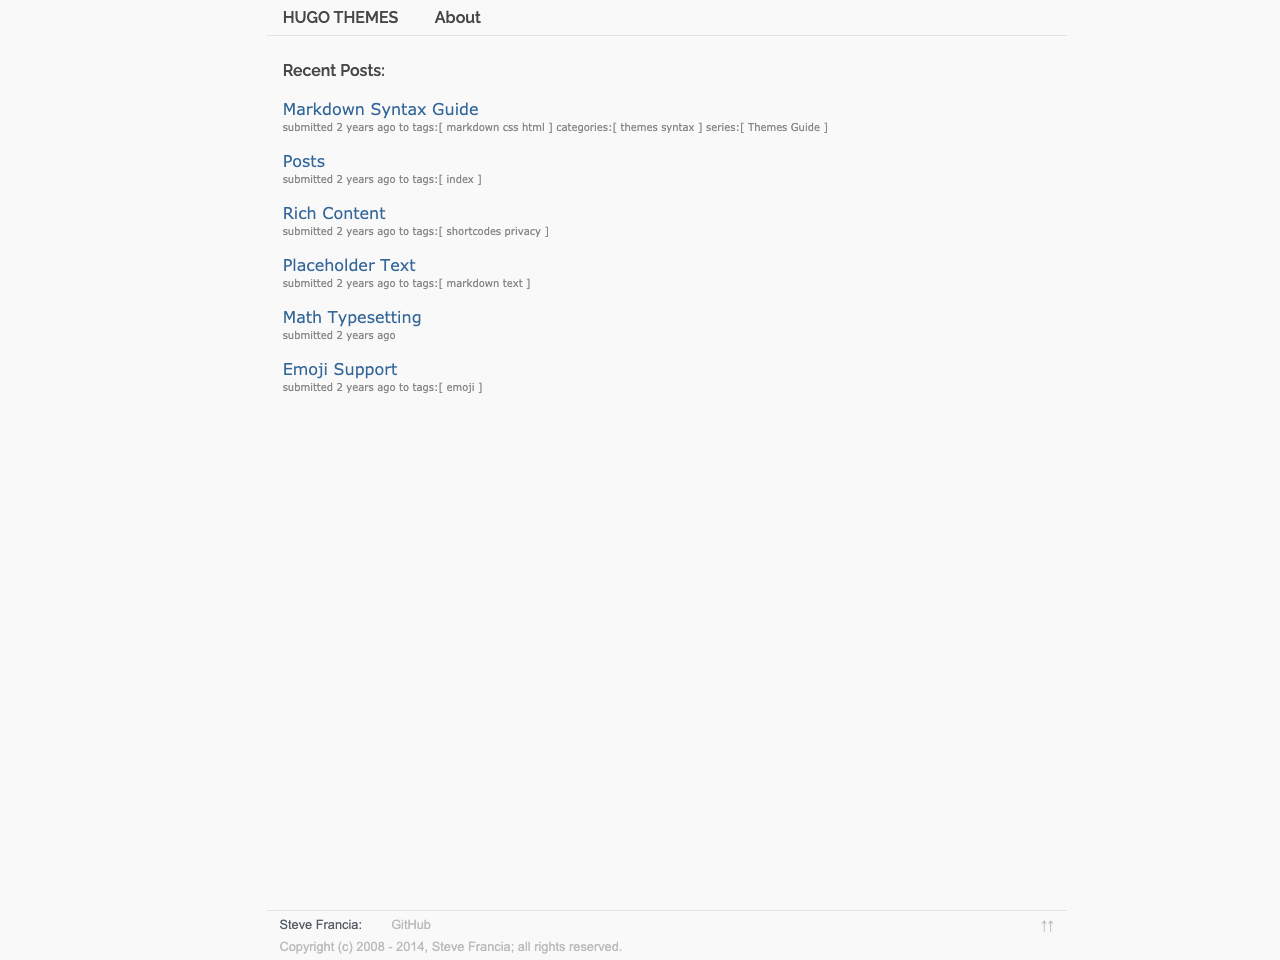 HUGO THEMES About
Recent Posts:
Markdown Syntax Guide
submitted 2 years ago to tags:[ markdown css html ] categories:[ themes syntax ] series:[ Themes Guide ]
Posts
submitted 2 years ago to tags:[ index ]
Rich Content
submitted 2 years ago to tags:[ shortcodes privacy ]
Placeholder Text
submitted 2 years ago to tags:[ markdown text ]
Math Typesetting
submitted 2 years ago
Emoji Support
submitted 2 years ago to tags:[ emoji ]
Steve Francia: GitHub ↑↑
Copyright (c) 2008 - 2014, Steve Francia; all rights reserved.